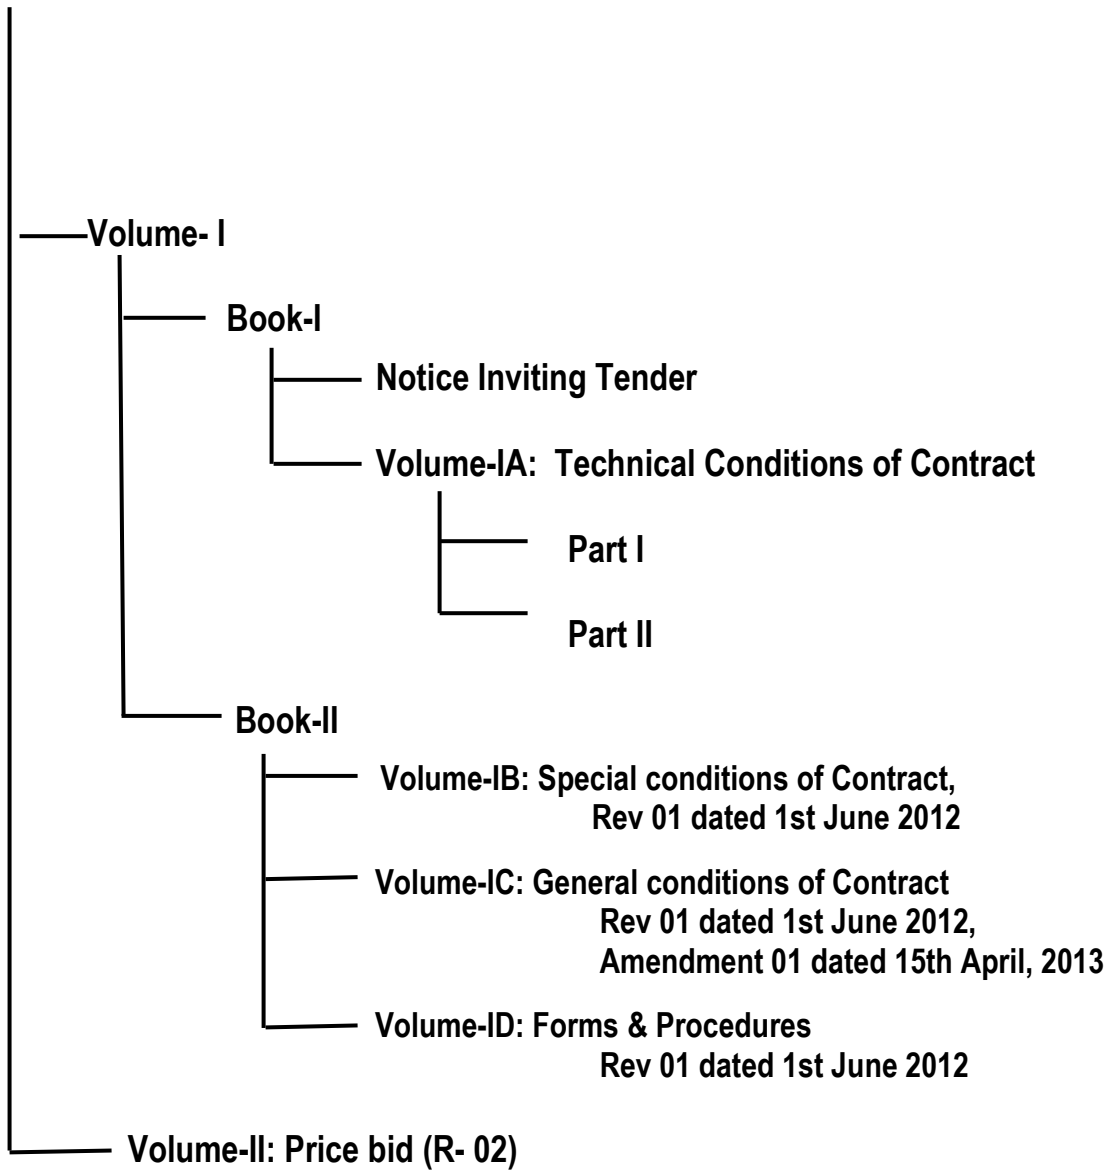 Volume- I
Book-I
Notice Inviting Tender
Volume-IA:  Technical Conditions of Contract
Part I
Part II
Book-II
Volume-IB: Special conditions of Contract,
Rev 01 dated 1st June 2012
Volume-IC: General conditions of Contract
Rev 01 dated 1st June 2012,
Amendment 01 dated 15th April, 2013
Volume-ID: Forms & Procedures
Rev 01 dated 1st June 2012
Volume-II: Price bid (R- 02)